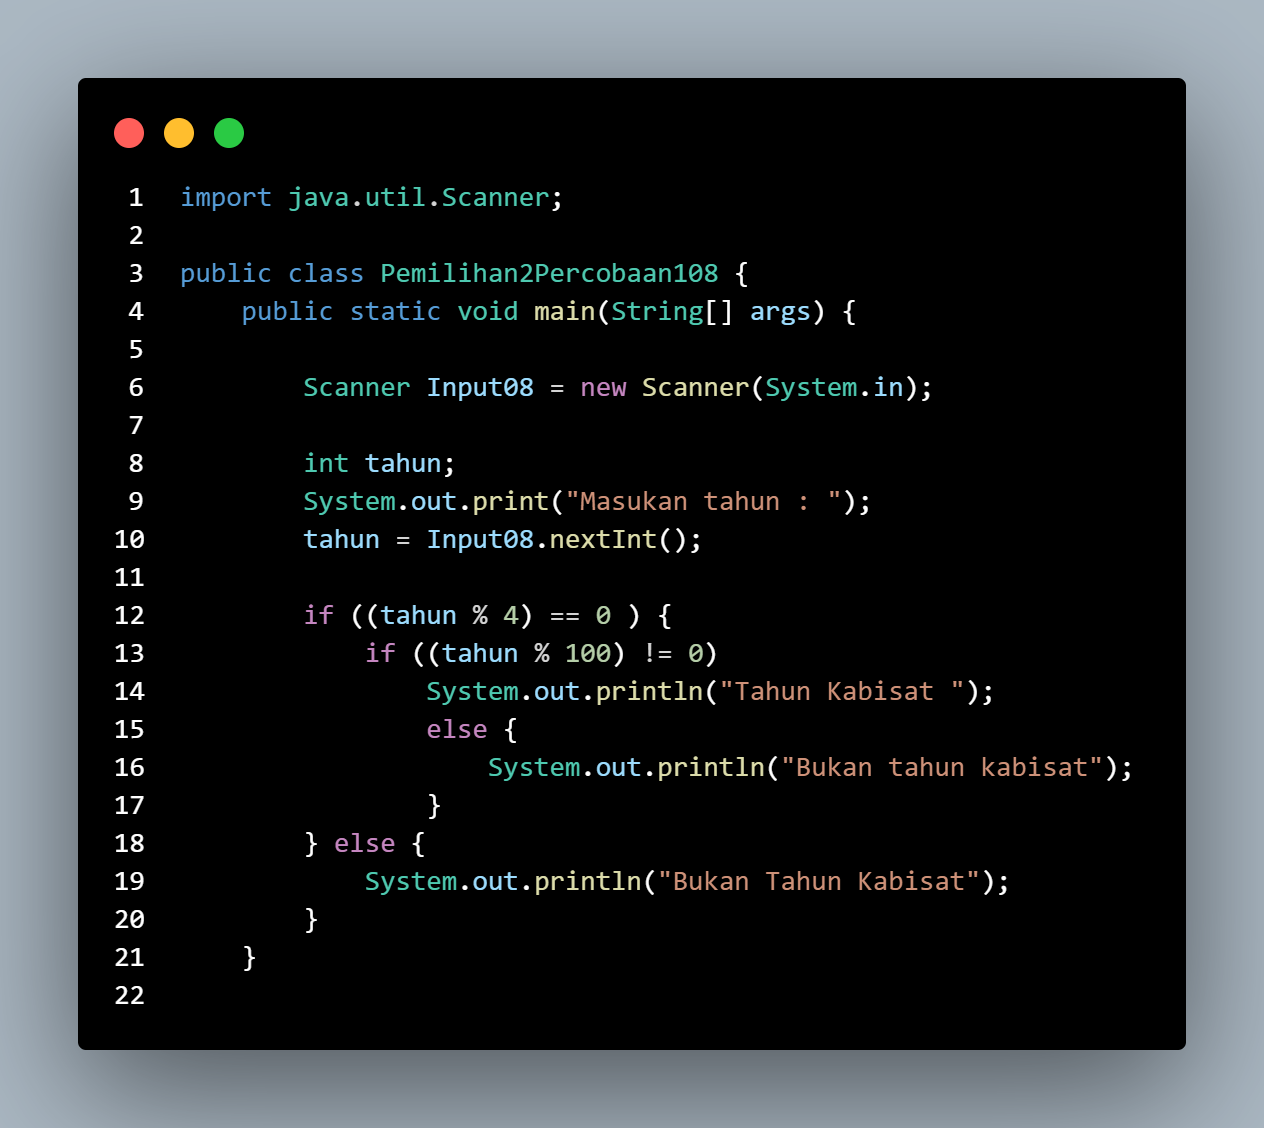 1 import java.util.Scanner;
2
3 public class Pemilihan2Percobaan108 {
4     public static void main(String[] args) {
5
6         Scanner Input08 = new Scanner(System.in);
7
8         int tahun;
9         System.out.print("Masukan tahun : ");
10         tahun = Input08.nextInt();
11
12         if ((tahun % 4) == 0 ) {
13             if ((tahun % 100) != 0)
14                 System.out.println("Tahun Kabisat ");
15                 else {
16                     System.out.println("Bukan tahun kabisat");
17                 }
18         } else {
19             System.out.println("Bukan Tahun Kabisat");
20         }
21     }
22